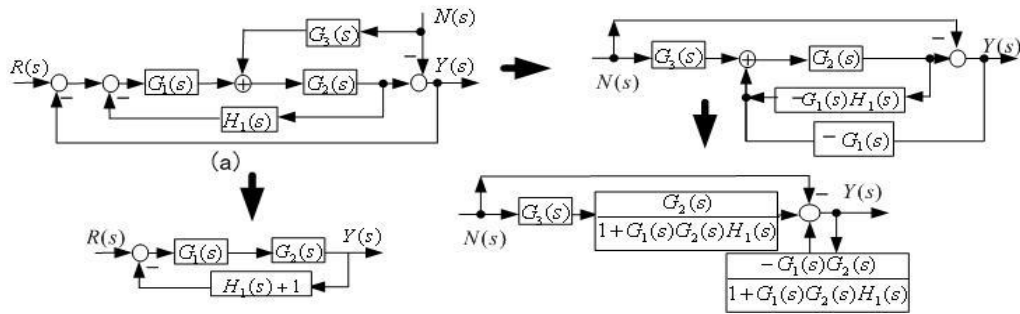 N(s)
G₃(s)
−
R(s)
G₁(s)
+
G₂(s)
−
Y(s)
−
−
H₁(s)
(a)
N(s)
G₃(s)
+
G₂(s)
−
Y(s)
−G₁(s)H₁(s)
− G₁(s)
R(s)
G₁(s)
G₂(s)
Y(s)
−
H₁(s)+1
N(s)
G₃(s)
G₂(s)
1+G₁(s)G₂(s)H₁(s)
−
Y(s)
−G₁(s)G₂(s)
1+G₁(s)G₂(s)H₁(s)